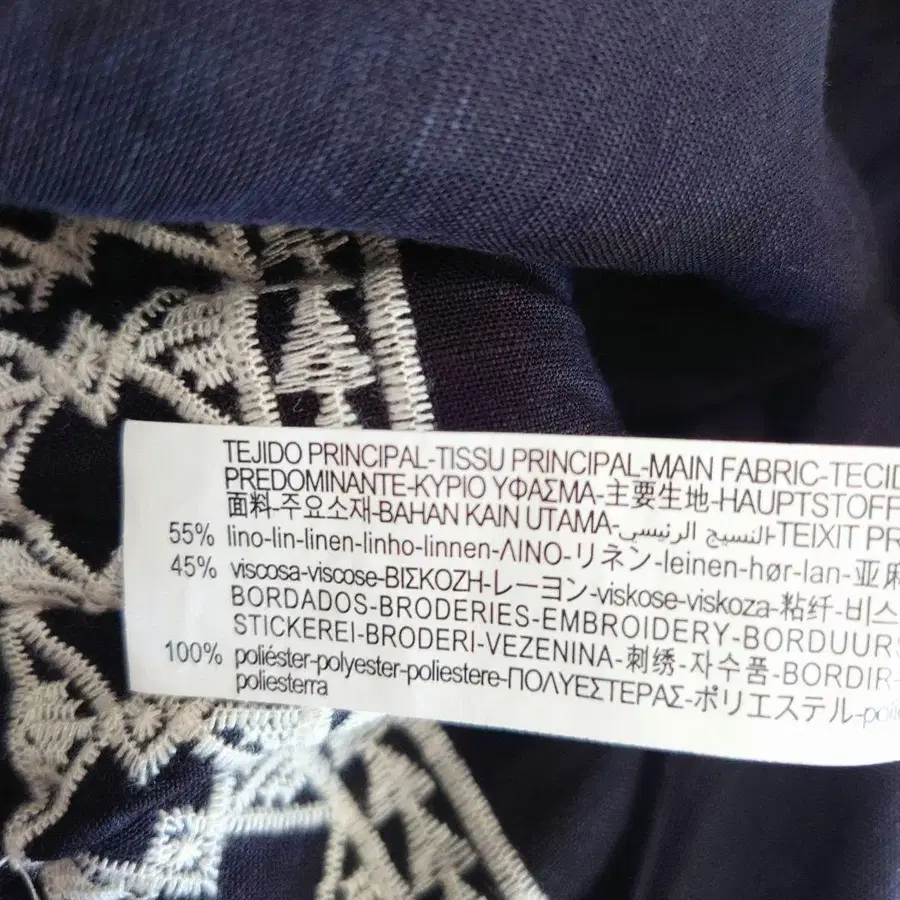 TEJIDO PRINCIPAL-TISSU PRINCIPAL-MAIN FABRIC-TECID
PREDOMINANTE-ΚΥΡΙΟ ΥΦΑΣΜΑ-主要生地-HAUPTSTOFF
面料-주요소재-BAHAN KAIN UTAMA-النسيج الرئيسى-TEIXIT PR
55% lino-lin-linen-linho-linnen-ΛΙΝΟ-リネン-leinen-hør-lan-亚麻
45% viscosa-viscose-ΒΙΣΚΟΖΗ-レーヨン-viskose-viskoza-粘纤-비스
BORDADOS-BRODERIES-EMBROIDERY-BORDUURS
STICKEREI-BRODERI-VEZENINA-刺绣-자수품-BORDIR-
100% poliéster-polyester-poliestere-ΠΟΛΥΕΣΤΕΡΑΣ-ポリエステル-poli
poliesterra